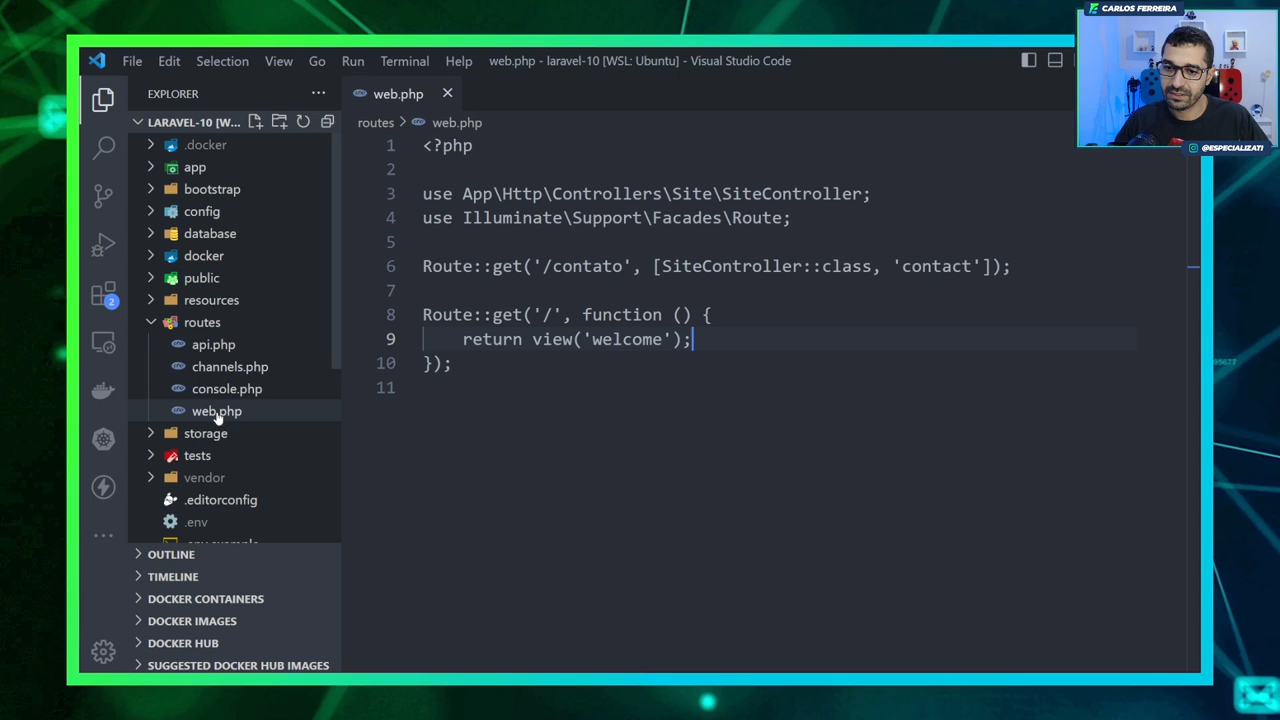 CARLOS FERREIRA
@ESPECIALIZATI
File Edit Selection View Go Run Terminal Help web.php - laravel-10 [WSL: Ubuntu] - Visual Studio Code
EXPLORER ...
LARAVEL-10 [W...
.docker
app
bootstrap
config
database
docker
public
resources
routes
api.php
channels.php
console.php
web.php
storage
tests
vendor
.editorconfig
.env
.env.example
OUTLINE
TIMELINE
DOCKER CONTAINERS
DOCKER IMAGES
DOCKER HUB
SUGGESTED DOCKER HUB IMAGES
2
web.php
routes > web.php
1 <?php
2
3 use App\Http\Controllers\Site\SiteController;
4 use Illuminate\Support\Facades\Route;
5
6 Route::get('/contato', [SiteController::class, 'contact']);
7
8 Route::get('/', function () {
9 return view('welcome');
10 });
11